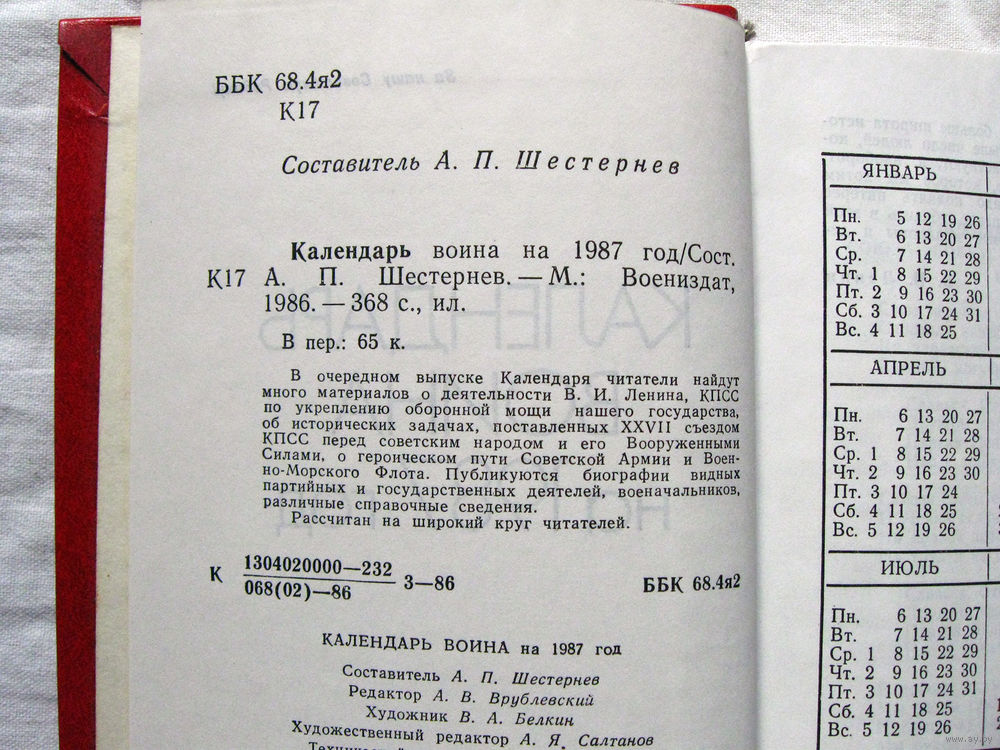 ББК 68.4я2
К17
Составитель А. П. Шестернев
Календарь воина на 1987 год/Сост.
К17 А. П. Шестернев. — М.: Воениздат,
1986. — 368 с., ил.
В пер.: 65 к.
В очередном выпуске Календаря читатели найдут
много материалов о деятельности В. И. Ленина, КПСС
по укреплению оборонной мощи нашего государства,
об исторических задачах, поставленных XXVII съездом
КПСС перед советским народом и его Вооруженными
Силами, о героическом пути Советской Армии и Воен-
но-Морского Флота. Публикуются биографии видных
партийных и государственных деятелей, военачальников,
различные справочные сведения.
Рассчитан на широкий круг читателей.
К 1304020000—232
068(02)—86 3—86 ББК 68.4я2
КАЛЕНДАРЬ ВОИНА на 1987 год
Составитель А. П. Шестернев
Редактор А. В. Врублевский
Художник В. А. Белкин
Художественный редактор А. Я. Салтанов
ЯНВАРЬ
Пн. 5 12 19 26
Вт. 6 13 20 27
Ср. 7 14 21 28
Чт. 1 8 15 22 29
Пт. 2 9 16 23 30
Сб. 3 10 17 24 31
Вс. 4 11 18 25
АПРЕЛЬ
Пн. 6 13 20 27
Вт. 7 14 21 28
Ср. 1 8 15 22 29
Чт. 2 9 16 23 30
Пт. 3 10 17 24
Сб. 4 11 18 25
Вс. 5 12 19 26
ИЮЛЬ
Пн. 6 13 20 27
Вт. 7 14 21 28
Ср. 1 8 15 22 29
Чт. 2 9 16 23 30
Пт. 3 10 17 24 31
Сб. 4 11 18 25
Вс. 5 12 19 26
www.ay.by